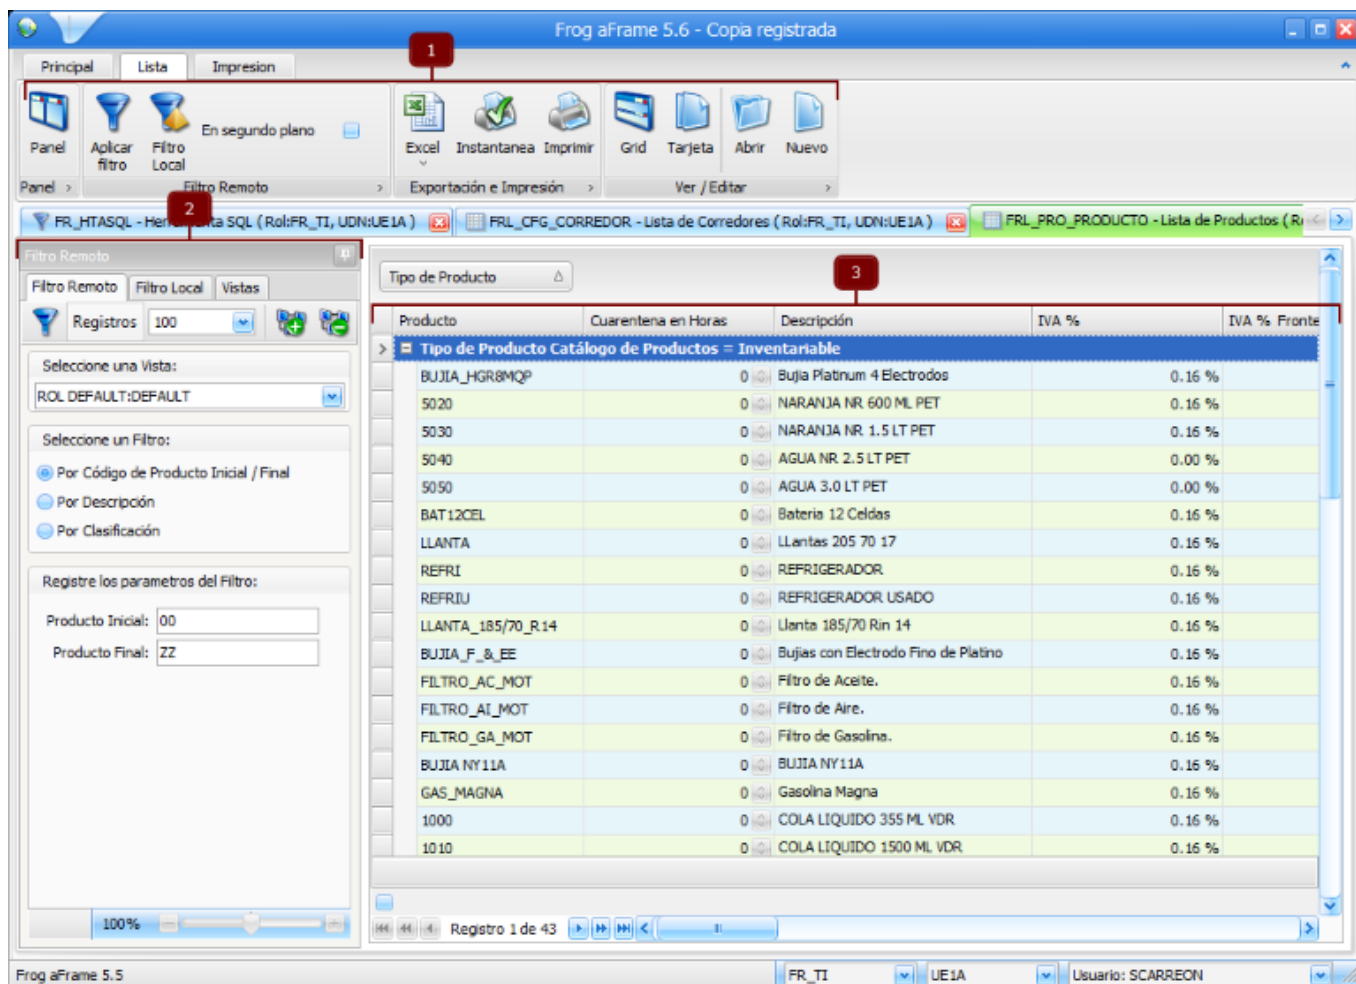 Frog aFrame 5.6 - Copia registrada
1
Principal Lista Impresion
Panel Aplicar filtro Filtro Local En segundo plano Excel Instantanea Imprimir Grid Tarjeta Abrir Nuevo
Panel Filtro Remoto Exportación e Impresión Ver / Editar
2
FR_HTASQL - Her ta SQL ( Rol:FR_TI, UDN:UE1A ) FRL_CFG_CORREDOR - Lista de Corredores ( Rol:FR_TI, UDN:UE1A ) FRL_PRO_PRODUCTO - Lista de Productos ( R
Filtro Remoto
Filtro Remoto Filtro Local Vistas
Registros 100
Seleccione una Vista:
ROL DEFAULT:DEFAULT
Seleccione un Filtro:
Por Código de Producto Inicial / Final
Por Descripción
Por Clasificación
Registre los parametros del Filtro:
Producto Inicial: 00
Producto Final: ZZ
100%
Tipo de Producto
3
Producto Cuarentena en Horas Descripción IVA % IVA % Fronte
Tipo de Producto Catálogo de Productos = Inventariable
BUJIA_HGR8MQP 0 Bujia Platinum 4 Electrodos 0.16 %
5020 0 NARANJA NR 600 ML PET 0.16 %
5030 0 NARANJA NR 1.5 LT PET 0.16 %
5040 0 AGUA NR 2.5 LT PET 0.00 %
5050 0 AGUA 3.0 LT PET 0.00 %
BAT12CEL 0 Bateria 12 Celdas 0.16 %
LLANTA 0 LLantas 205 70 17 0.16 %
REFRI 0 REFRIGERADOR 0.16 %
REFRIU 0 REFRIGERADOR USADO 0.16 %
LLANTA_185/70_R14 0 Llanta 185/70 Rin 14 0.16 %
BUJIA_F_&_EE 0 Bujias con Electrodo Fino de Platino 0.16 %
FILTRO_AC_MOT 0 Filtro de Aceite. 0.16 %
FILTRO_AI_MOT 0 Filtro de Aire. 0.16 %
FILTRO_GA_MOT 0 Filtro de Gasolina. 0.16 %
BUJIA NY11A 0 BUJIA NY11A 0.16 %
GAS_MAGNA 0 Gasolina Magna 0.16 %
1000 0 COLA LIQUIDO 355 ML VDR 0.16 %
1010 0 COLA LIQUIDO 1500 ML VDR 0.16 %
Registro 1 de 43
Frog aFrame 5.5 FR_TI UE1A Usuario: SCARREON